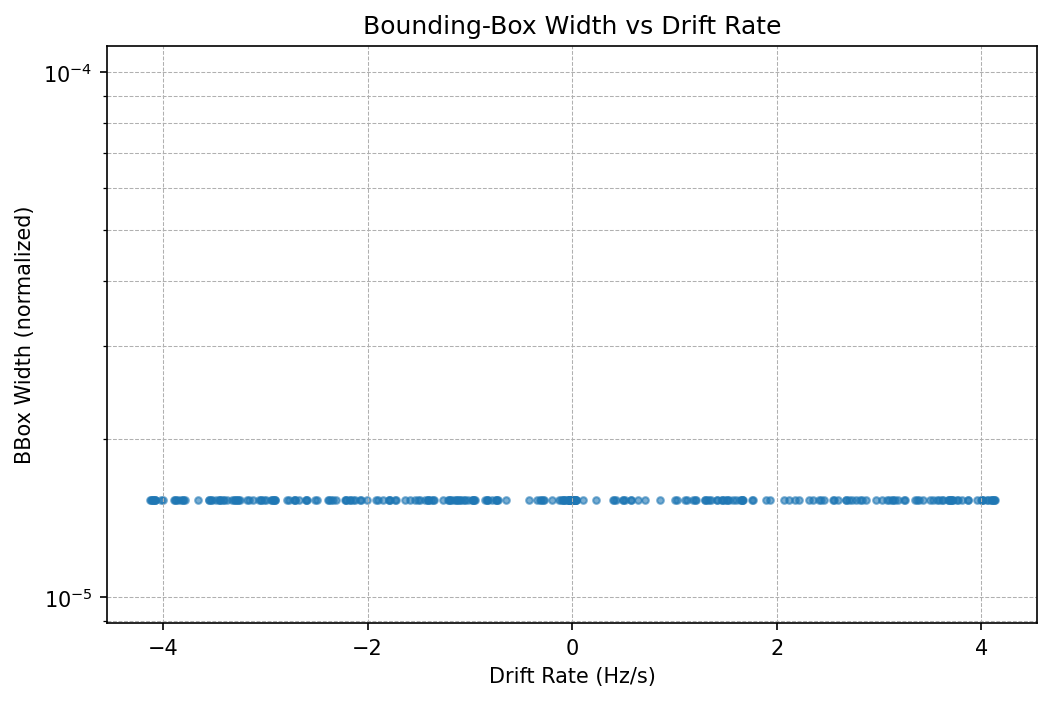 Bounding-Box Width vs Drift Rate
10⁻⁴
BBox Width (normalized)
10⁻⁵
−4 −2 0 2 4
Drift Rate (Hz/s)